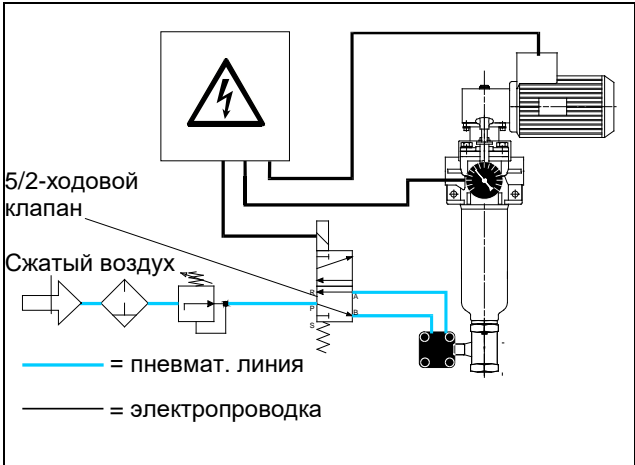 5/2-ходовой
клапан
Сжатый воздух
R
A
P
B
S
= пневмат. линия
= электропроводка